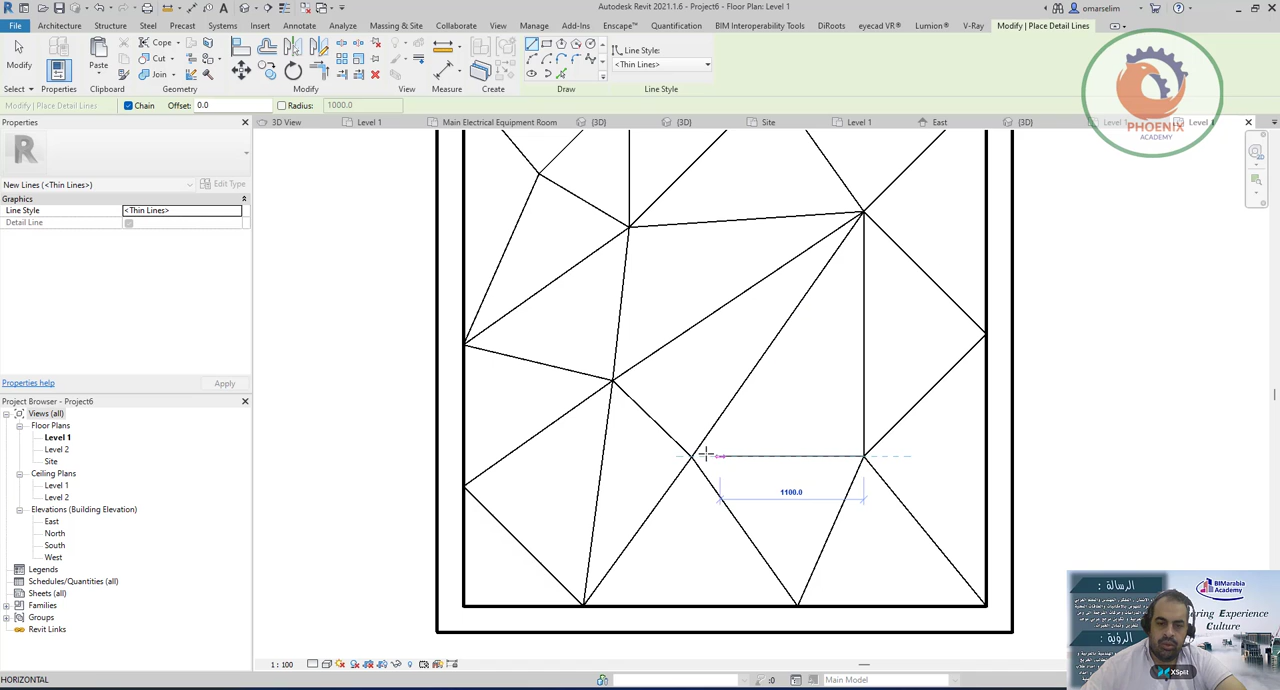 Autodesk Revit 2021.1.6 - Project6 - Floor Plan: Level 1
omarselim
File
Architecture
Structure
Steel
Precast
Systems
Insert
Annotate
Analyze
Massing & Site
Collaborate
View
Manage
Add-Ins
Enscape™
Quantification
BIM Interoperability Tools
DiRoots
eyecad VR®
Lumion®
V-Ray
Modify | Place Detail Lines
Modify
Paste
Cope
Cut
Join
Line Style:
<Thin Lines>
Select
Properties
Clipboard
Geometry
Modify
View
Measure
Create
Draw
Line Style
Modify | Place Detail Lines
Chain
Offset:
0.0
Radius:
1000.0
PHOENIX
ACADEMY
Properties
3D View
Level 1
Main Electrical Equipment Room
{3D}
{3D}
Site
Level 1
East
{3D}
Level 1
R
New Lines (<Thin Lines>)
Edit Type
Graphics
Line Style
<Thin Lines>
Detail Line
Properties help
Apply
Project Browser - Project6
Views (all)
Floor Plans
Level 1
Level 2
Site
Ceiling Plans
Level 1
Level 2
Elevations (Building Elevation)
East
North
South
West
Legends
Schedules/Quantities (all)
Sheets (all)
Families
Groups
Revit Links
1100.0
1 : 100
HORIZONTAL
:0
Main Model
الرسالة :
الرؤية :
BIMarabia
Academy
Experience
Culture
XSplit